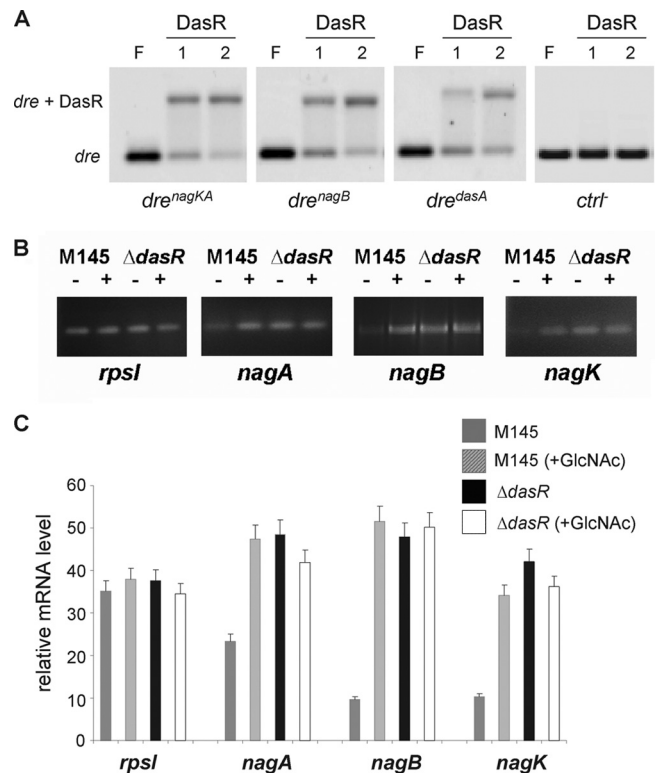 A
DasR DasR DasR DasR
F 1 2 F 1 2 F 1 2 F 1 2
dre + DasR
dre
dre^nagKA dre^nagB dre^dasA ctrl-
B
M145 ΔdasR M145 ΔdasR M145 ΔdasR M145 ΔdasR
- + - + - + - + - + - + - + - +
rpsI nagA nagB nagK
C
M145
M145 (+GlcNAc)
ΔdasR
ΔdasR (+GlcNAc)
relative mRNA level
60
50
40
30
20
10
0
rpsI nagA nagB nagK